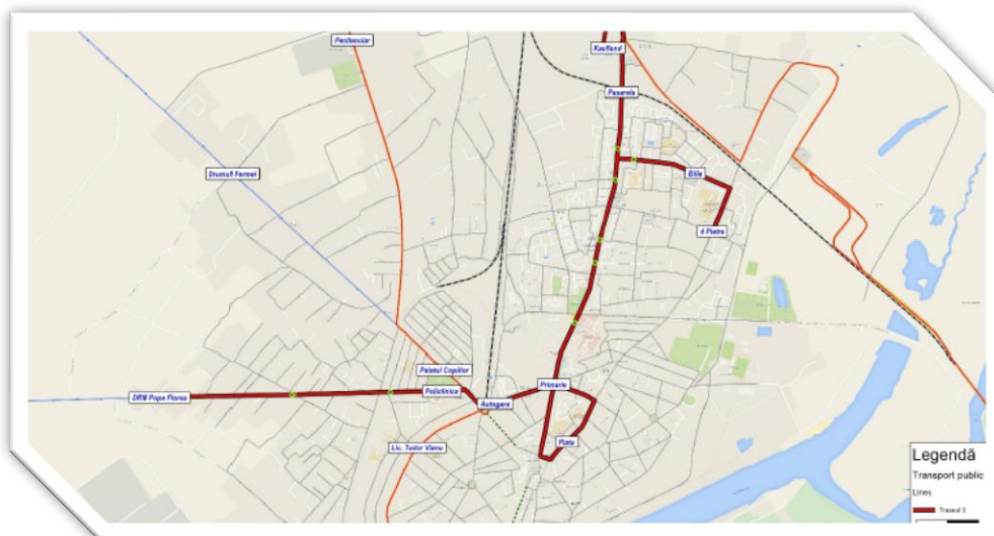 Penitenciar
Kaufland
Pasarela
Drumul Fermei
Blile
4 Pietre
Palatul Copiilor
DRM Popa Florea
Policlinica
Autogara
Primarie
Piata
Lic. Tudor Vianu
Legendă
Transport public
Lines
Traseul 3